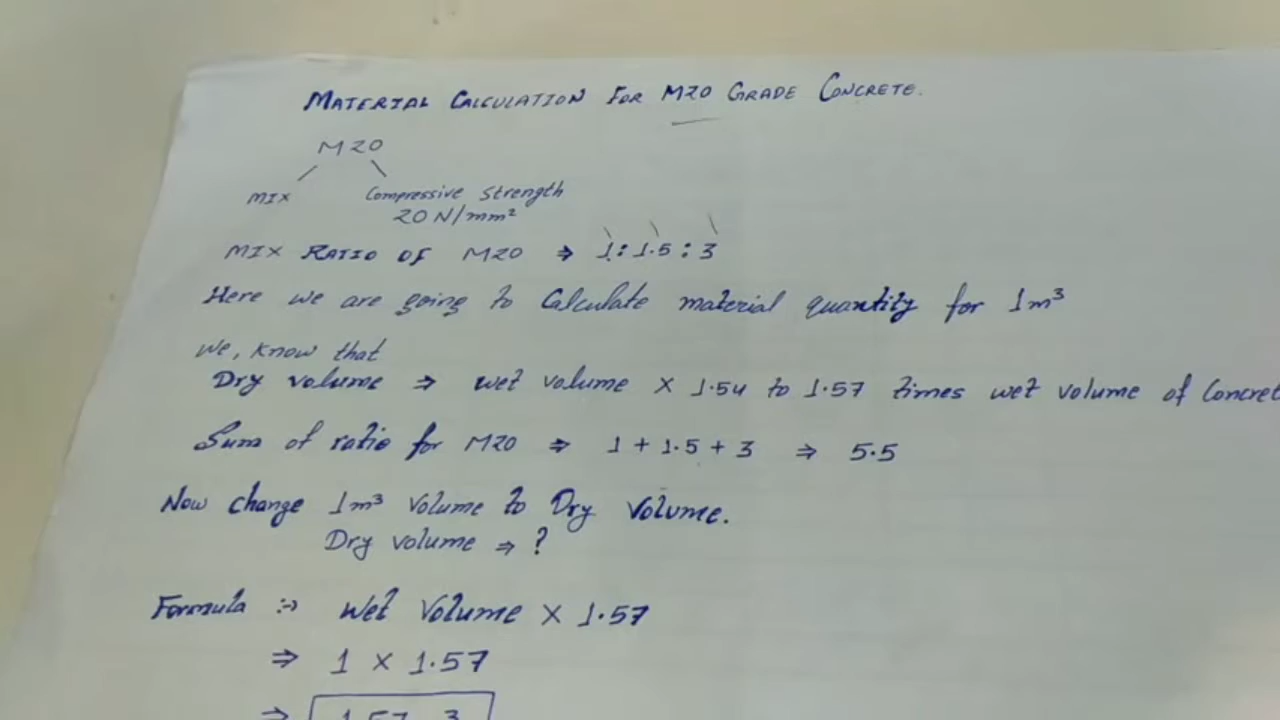 MATERIAL CALCULATION FOR M20 GRADE CONCRETE.
M20
MIX Compressive Strength
20 N/mm²
MIX RATIO OF M20 ⇒ 1:1.5:3
Here we are going to Calculate material quantity for 1m³
We, know that
Dry volume ⇒ wet volume × 1.54 to 1.57 times wet volume of Concret
Sum of ratio for M20 ⇒ 1 + 1.5 + 3 ⇒ 5.5
Now change 1m³ volume to Dry Volume.
Dry volume ⇒ ?
Formula :-> Wet Volume × 1.57
⇒ 1 × 1.57
⇒ 1.57 3